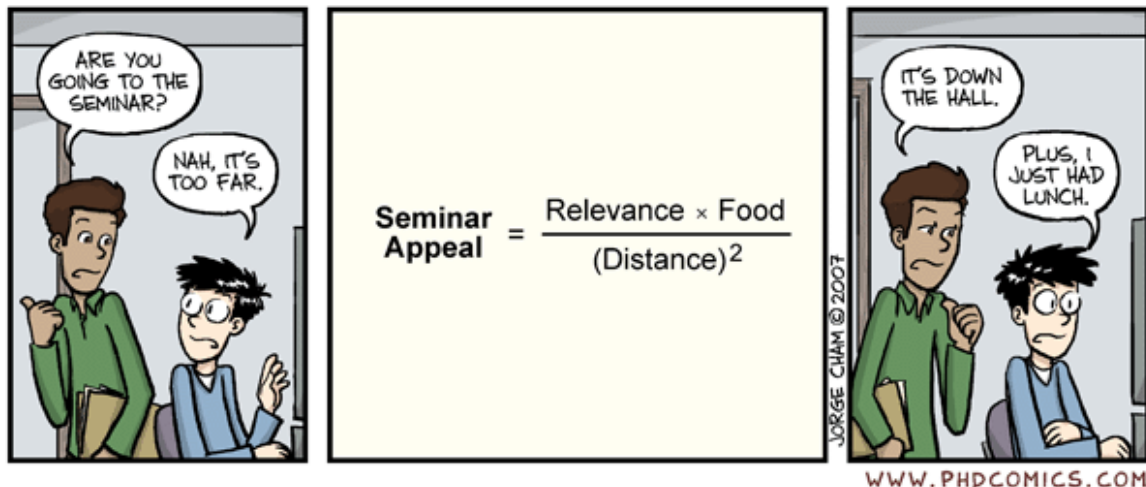 ARE YOU
GOING TO THE
SEMINAR?
NAH, IT'S
TOO FAR.
Seminar
Appeal = Relevance × Food
(Distance)2
JORGE CHAM © 2007
IT'S DOWN
THE HALL.
PLUS, I
JUST HAD
LUNCH.
WWW.PHDCOMICS.COM